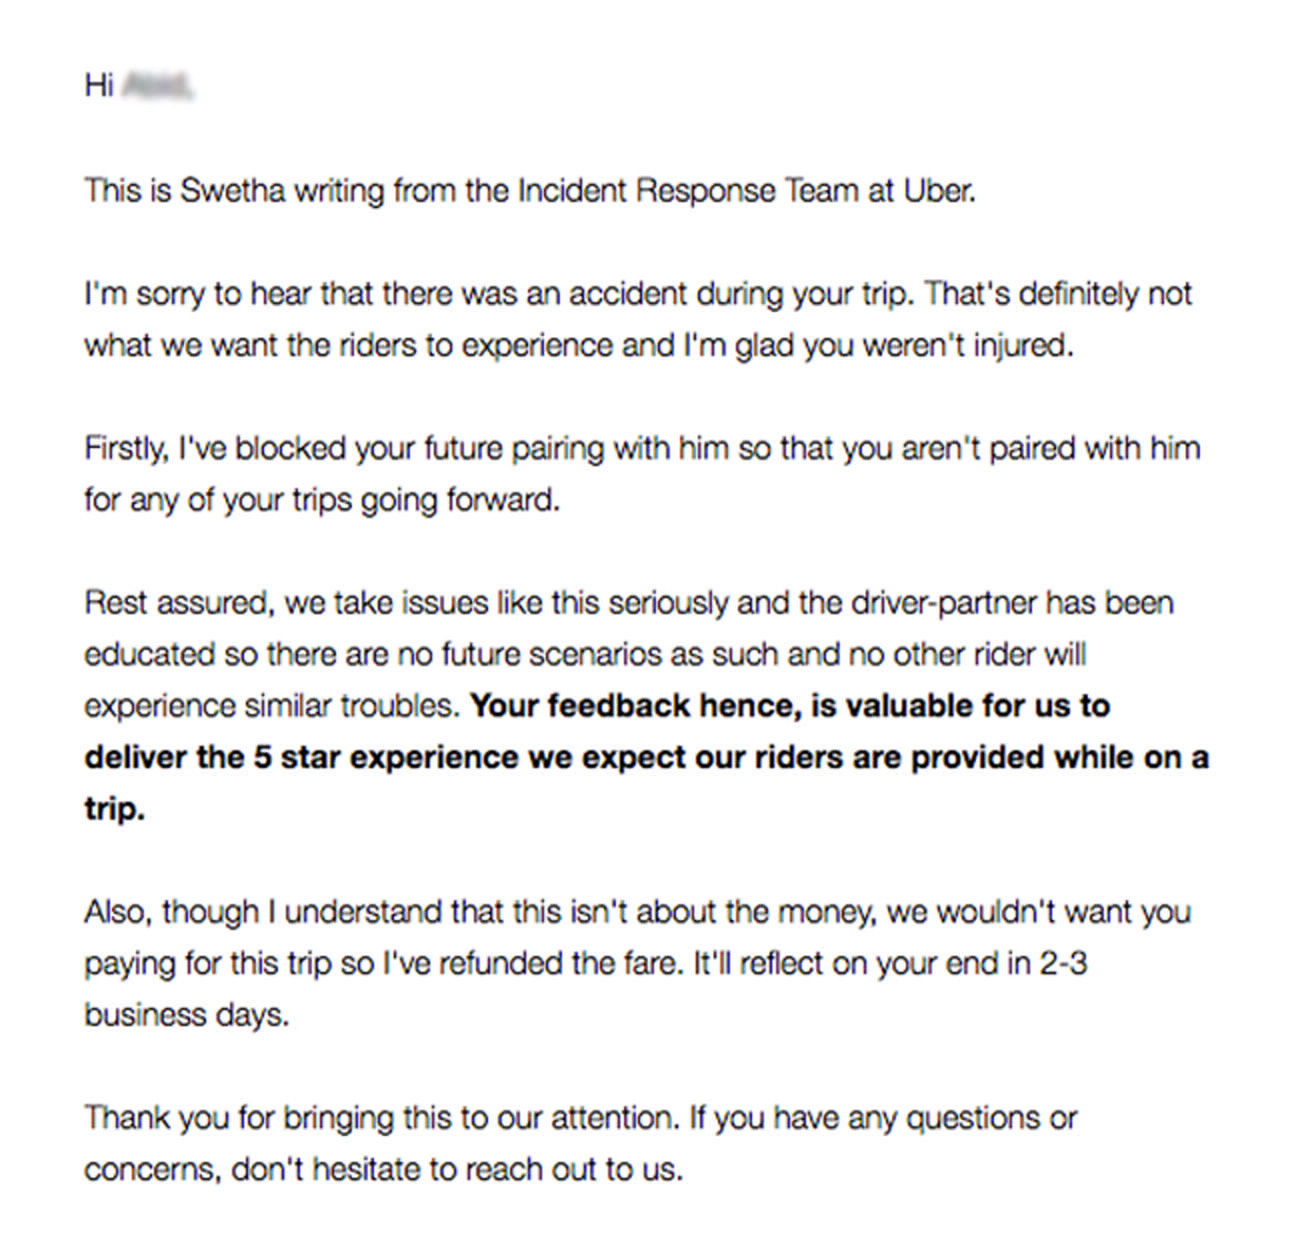 Hi
This is Swetha writing from the Incident Response Team at Uber.
I'm sorry to hear that there was an accident during your trip. That's definitely not
what we want the riders to experience and I'm glad you weren't injured.
Firstly, I've blocked your future pairing with him so that you aren't paired with him
for any of your trips going forward.
Rest assured, we take issues like this seriously and the driver-partner has been
educated so there are no future scenarios as such and no other rider will
experience similar troubles. Your feedback hence, is valuable for us to
deliver the 5 star experience we expect our riders are provided while on a
trip.
Also, though I understand that this isn't about the money, we wouldn't want you
paying for this trip so I've refunded the fare. It'll reflect on your end in 2-3
business days.
Thank you for bringing this to our attention. If you have any questions or
concerns, don't hesitate to reach out to us.